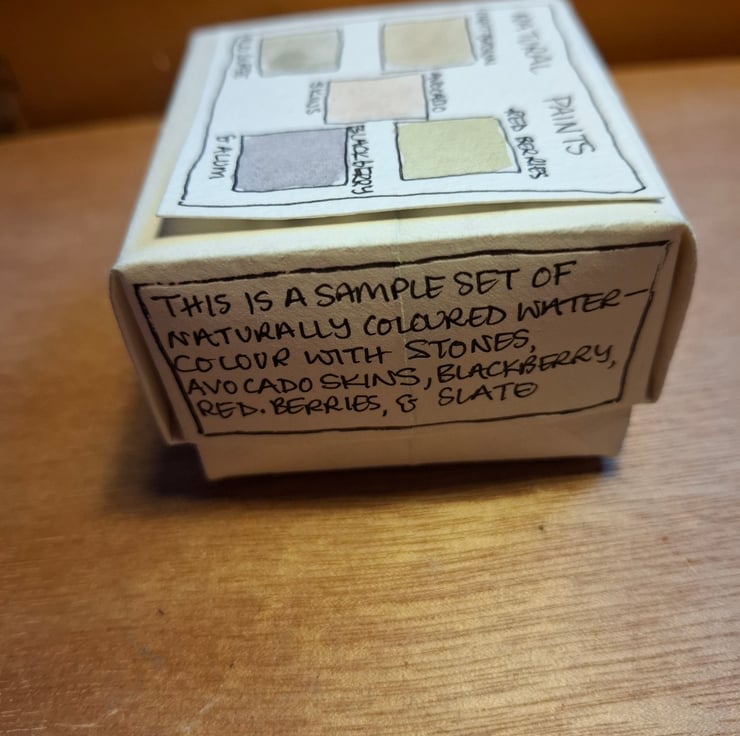 NATURAL PAINTS
AVOCADO
SKINS
RED BERRIES
BLACKBERRY
& ALUM
THIS IS A SAMPLE SET OF
NATURALLY COLOURED WATER-
COLOUR WITH STONES,
AVOCADO SKINS, BLACKBERRY,
RED. BERRIES, & SLATE